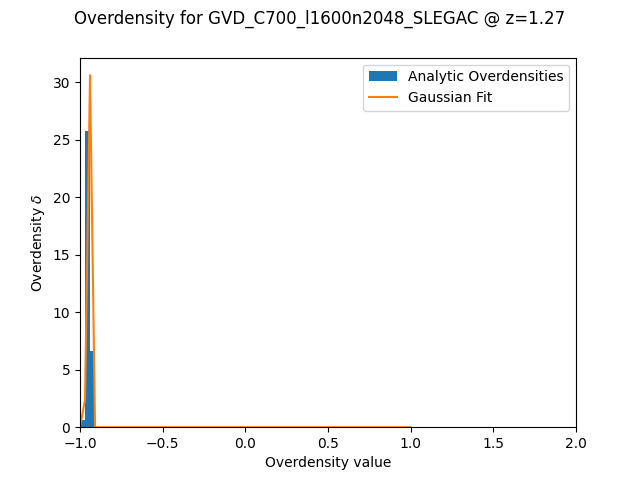 Overdensity for GVD_C700_l1600n2048_SLEGAC @ z=1.27
Analytic Overdensities
Gaussian Fit
Overdensity δ
30
25
20
15
10
5
0
−1.0 −0.5 0.0 0.5 1.0 1.5 2.0
Overdensity value